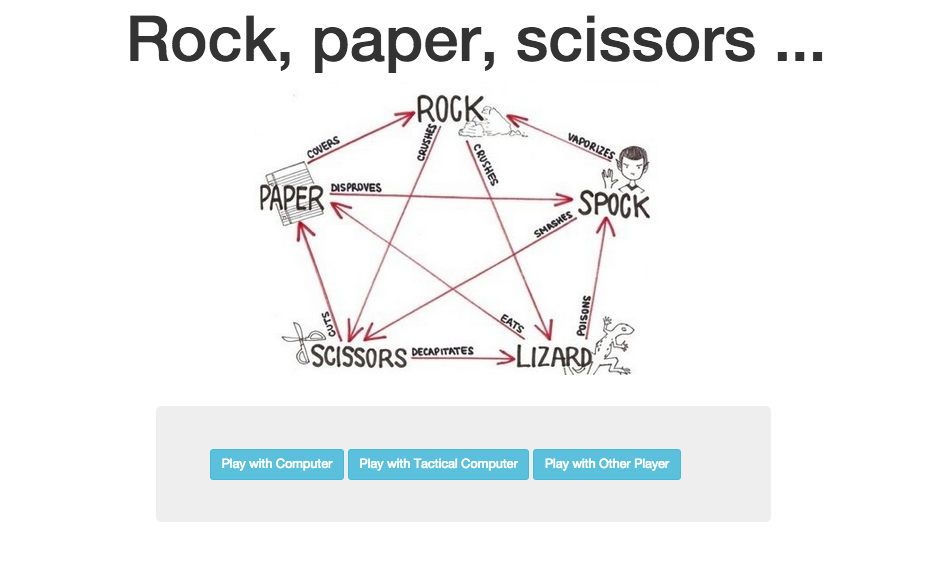 Rock, paper, scissors ...
ROCK
COVERS
CRUSHES
CRUSHES
VAPORIZES
PAPER
DISPROVES
SPOCK
SMASHES
CUTS
EATS
POISONS
SCISSORS
DECAPITATES
LIZARD
Play with Computer
Play with Tactical Computer
Play with Other Player